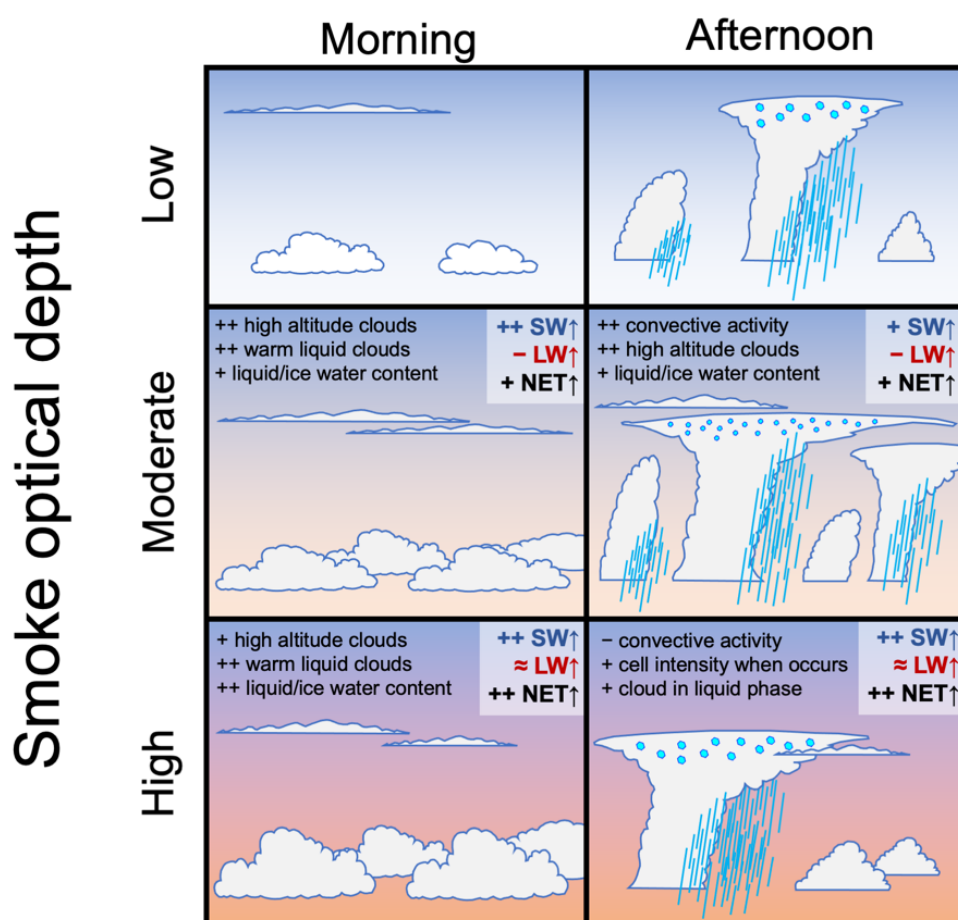 Morning
Afternoon
Smoke optical depth
Low
Moderate
++ high altitude clouds
++ warm liquid clouds
+ liquid/ice water content
++ SW↑
− LW↑
+ NET↑
++ convective activity
++ high altitude clouds
+ liquid/ice water content
+ SW↑
− LW↑
+ NET↑
High
+ high altitude clouds
++ warm liquid clouds
++ liquid/ice water content
++ SW↑
≈ LW↑
++ NET↑
− convective activity
+ cell intensity when occurs
+ cloud in liquid phase
++ SW↑
≈ LW↑
++ NET↑